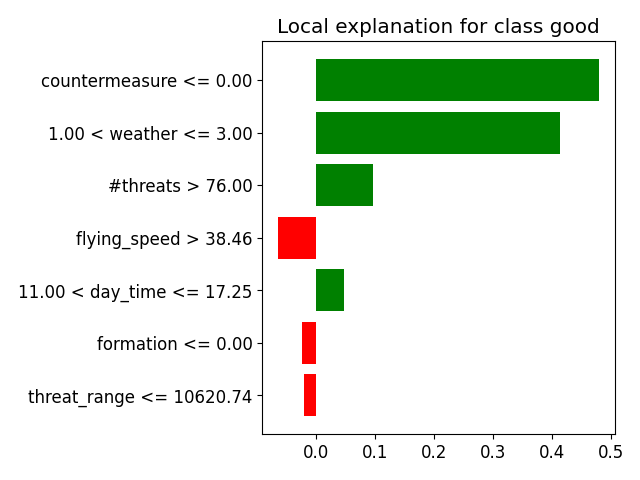 Local explanation for class good
countermeasure <= 0.00
1.00 < weather <= 3.00
#threats > 76.00
flying_speed > 38.46
11.00 < day_time <= 17.25
formation <= 0.00
threat_range <= 10620.74
0.0 0.1 0.2 0.3 0.4 0.5